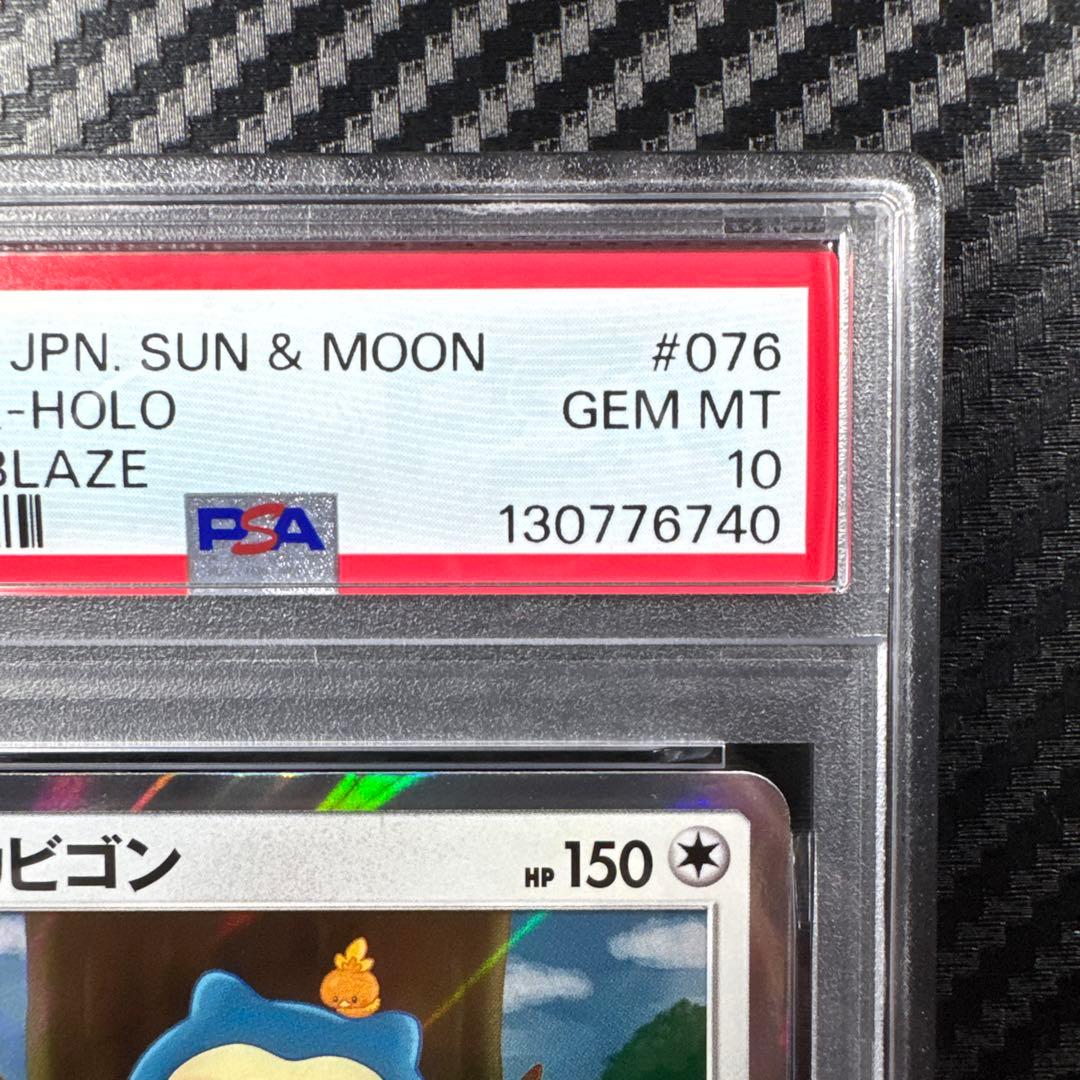 JPN. SUN & MOON #076
-HOLO GEM MT
BLAZE 10
PSA 130776740
ビゴン HP 150